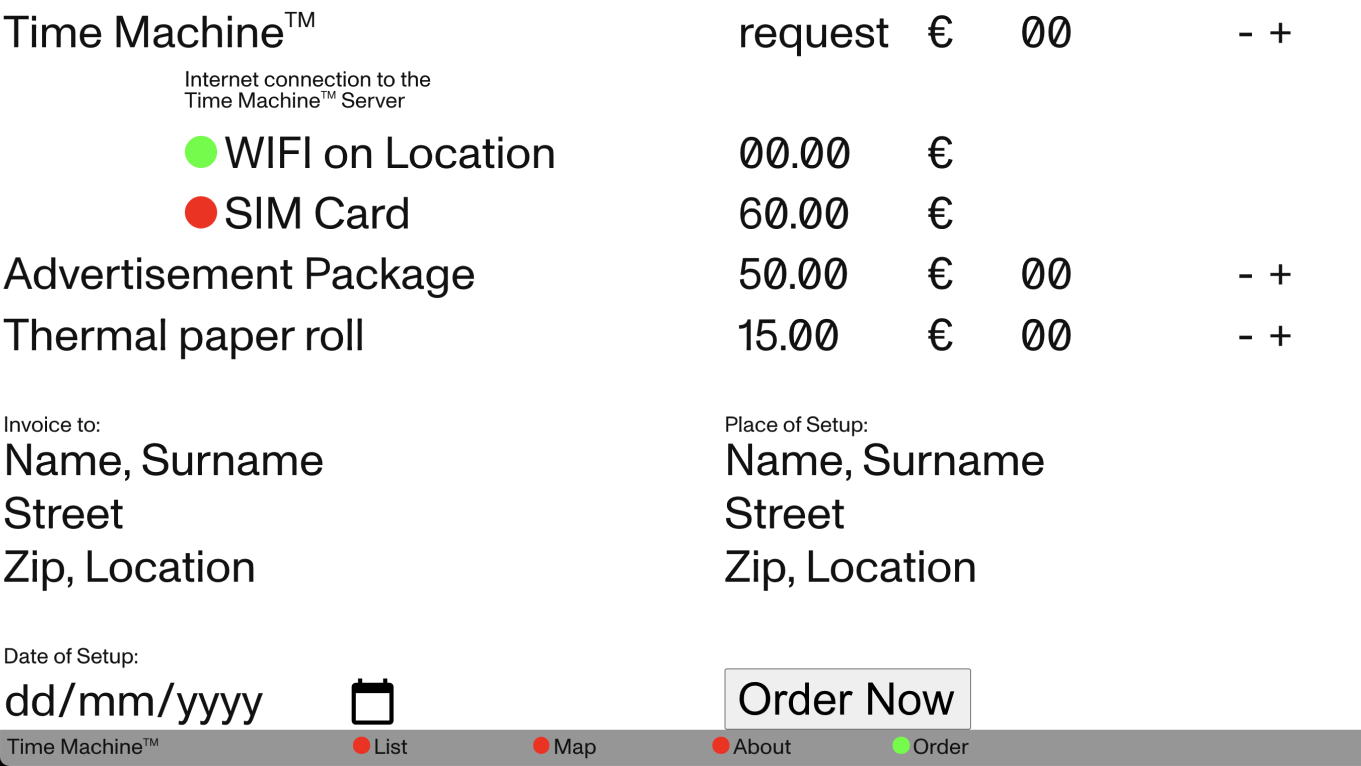 Time Machine™ request € 00 - +
Internet connection to the
Time Machine™ Server
WIFI on Location 00.00 €
SIM Card 60.00 €
Advertisement Package 50.00 € 00 - +
Thermal paper roll 15.00 € 00 - +
Invoice to: Place of Setup:
Name, Surname Name, Surname
Street Street
Zip, Location Zip, Location
Date of Setup:
dd/mm/yyyy Order Now
Time Machine™ List Map About Order